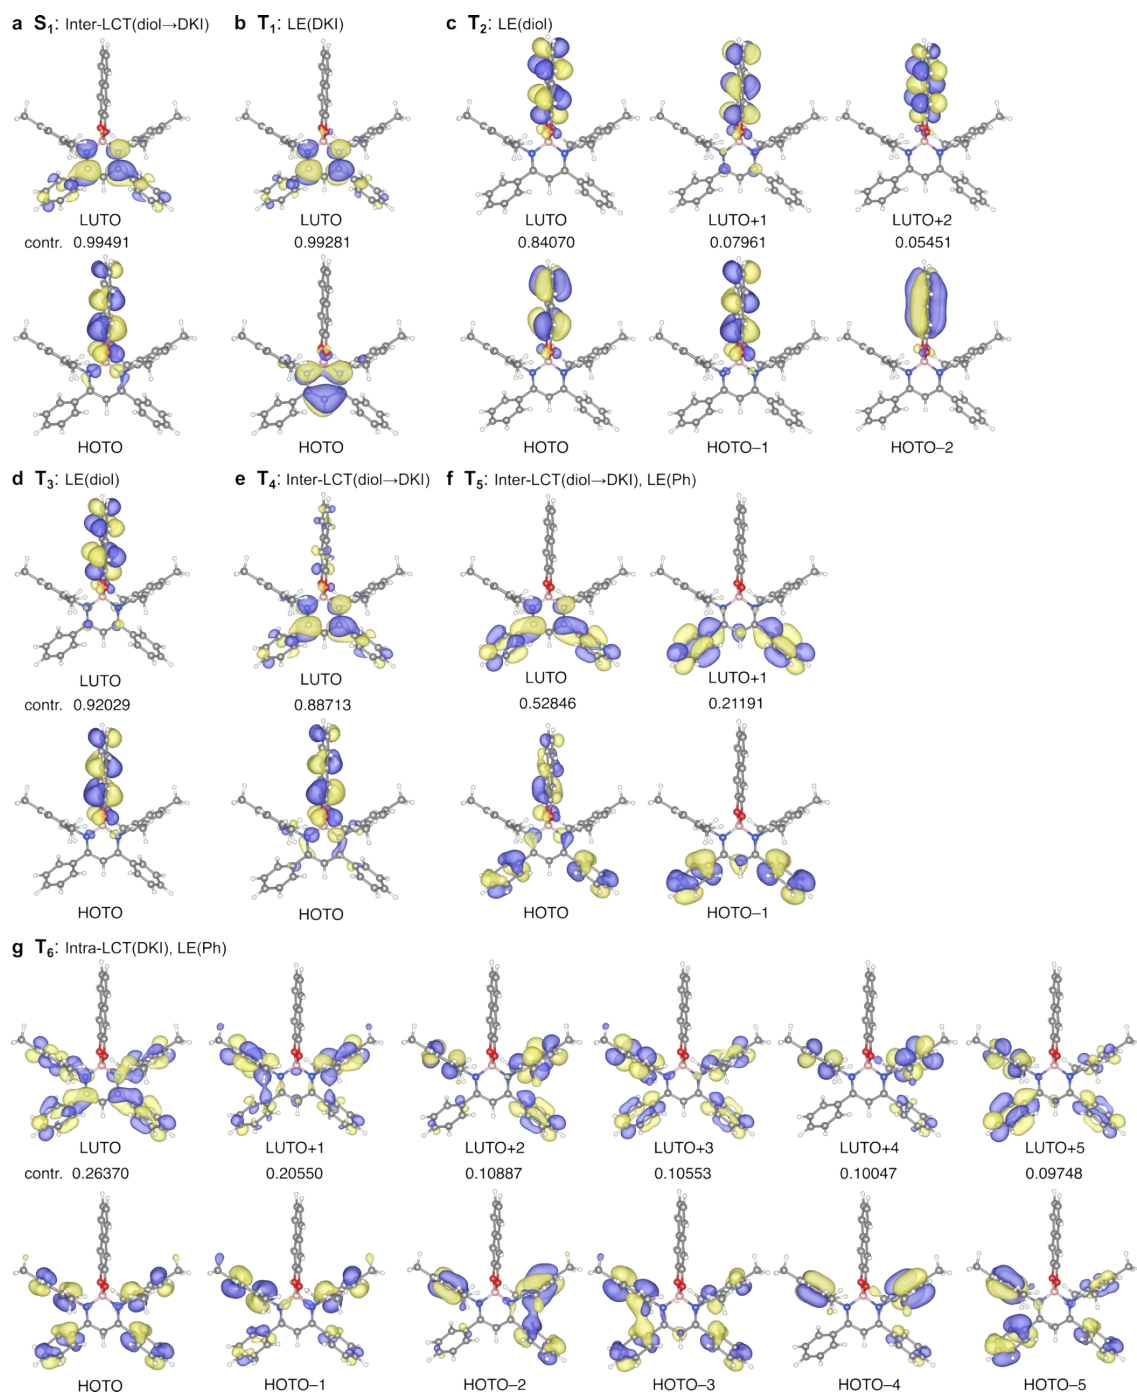 a S₁: Inter-LCT(diol→DKI)
b T₁: LE(DKI)
c T₂: LE(diol)
LUTO
LUTO
LUTO
LUTO+1
LUTO+2
contr. 0.99491
0.99281
0.84070
0.07961
0.05451
HOTO
HOTO
HOTO
HOTO–1
HOTO–2
d T₃: LE(diol)
e T₄: Inter-LCT(diol→DKI)
f T₅: Inter-LCT(diol→DKI), LE(Ph)
LUTO
LUTO
LUTO
LUTO+1
contr. 0.92029
0.88713
0.52846
0.21191
HOTO
HOTO
HOTO
HOTO–1
g T₆: Intra-LCT(DKI), LE(Ph)
LUTO
LUTO+1
LUTO+2
LUTO+3
LUTO+4
LUTO+5
contr. 0.26370
0.20550
0.10887
0.10553
0.10047
0.09748
HOTO
HOTO–1
HOTO–2
HOTO–3
HOTO–4
HOTO–5